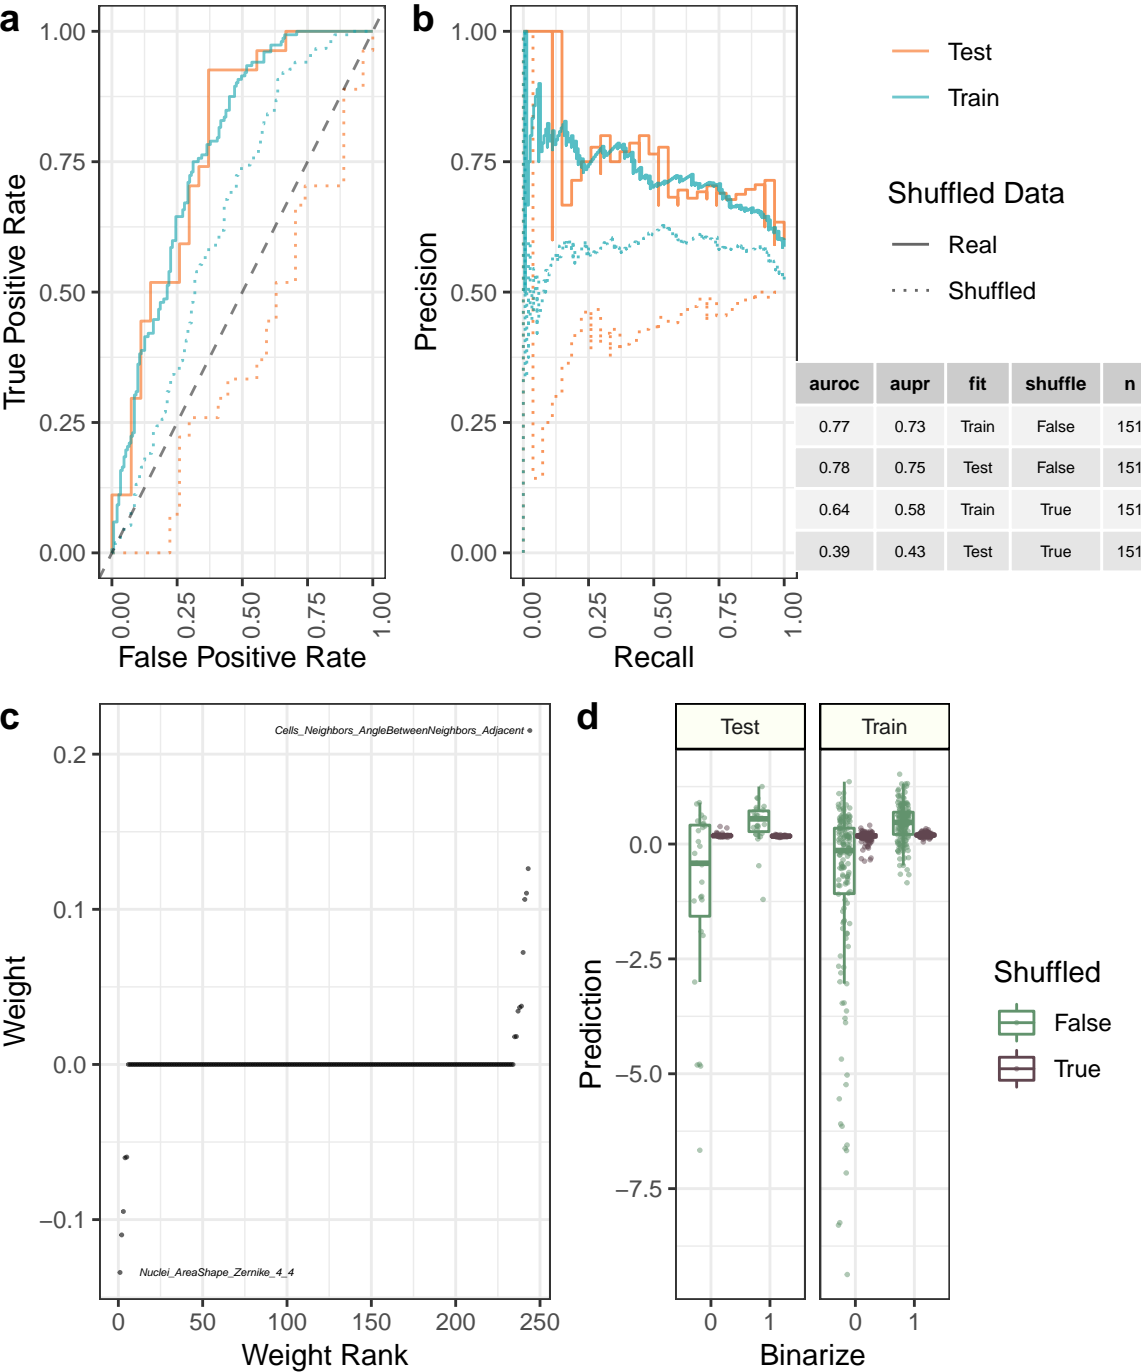 a
1.00
0.75
0.50
0.25
0.00
True Positive Rate
0.00
0.25
0.50
0.75
1.00
False Positive Rate
b
1.00
0.75
0.50
0.25
0.00
Precision
0.00
0.25
0.50
0.75
1.00
Recall
Test
Train
Shuffled Data
Real
Shuffled
auroc aupr fit shuffle n
0.77 0.73 Train False 151
0.78 0.75 Test False 151
0.64 0.58 Train True 151
0.39 0.43 Test True 151
c
Cells_Neighbors_AngleBetweenNeighbors_Adjacent
0.2
0.1
0.0
−0.1
Weight
Nuclei_AreaShape_Zernike_4_4
0 50 100 150 200 250
Weight Rank
d
Test Train
0.0
−2.5
−5.0
−7.5
Prediction
0 1 0 1
Binarize
Shuffled
False
True